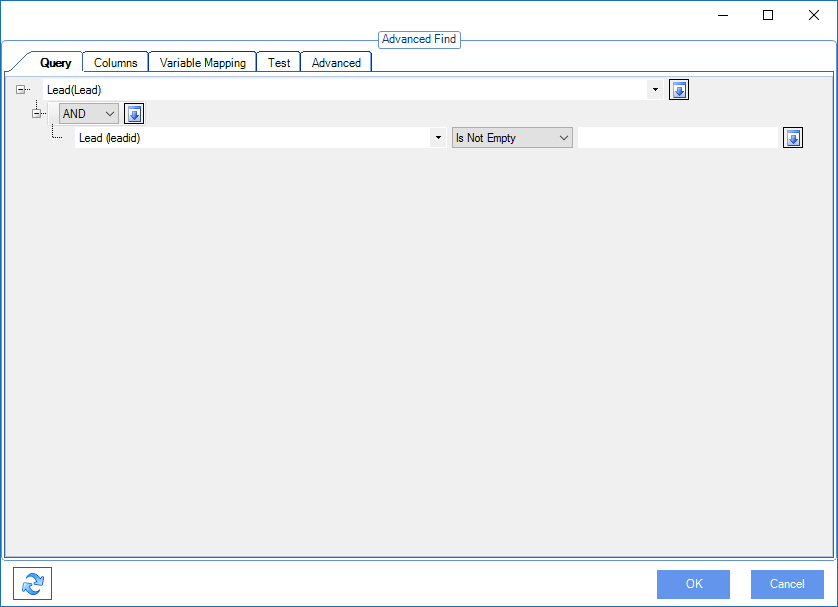 Advanced Find
Query Columns Variable Mapping Test Advanced
Lead(Lead)
AND
Lead (leadid) Is Not Empty
OK Cancel